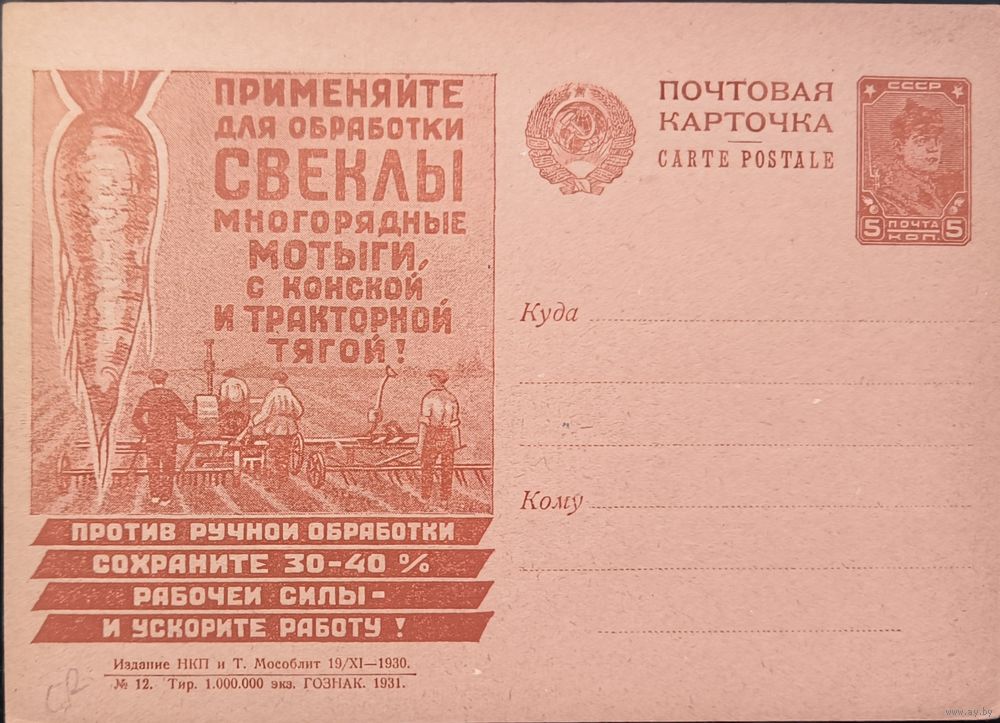 ПРИМЕНЯЙТЕ
ДЛЯ ОБРАБОТКИ
СВЕКЛЫ
МНОГОРЯДНЫЕ
МОТЫГИ,
С КОНСКОЙ
И ТРАКТОРНОЙ
ТЯГОЙ!
ПРОТИВ РУЧНОЙ ОБРАБОТКИ
СОХРАНИТЕ 30-40 %
РАБОЧЕЙ СИЛЫ-
И УСКОРИТЕ РАБОТУ!
Издание НКП и Т. Мособлит 19/XI—1930.
№ 12. Тир. 1.000.000 экз. ГОЗНАК. 1931.
ПОЧТОВАЯ
КАРТОЧКА
CARTE POSTALE
СССР
5 ПОЧТА 5
КОП.
Куда
Кому
www.ay.by